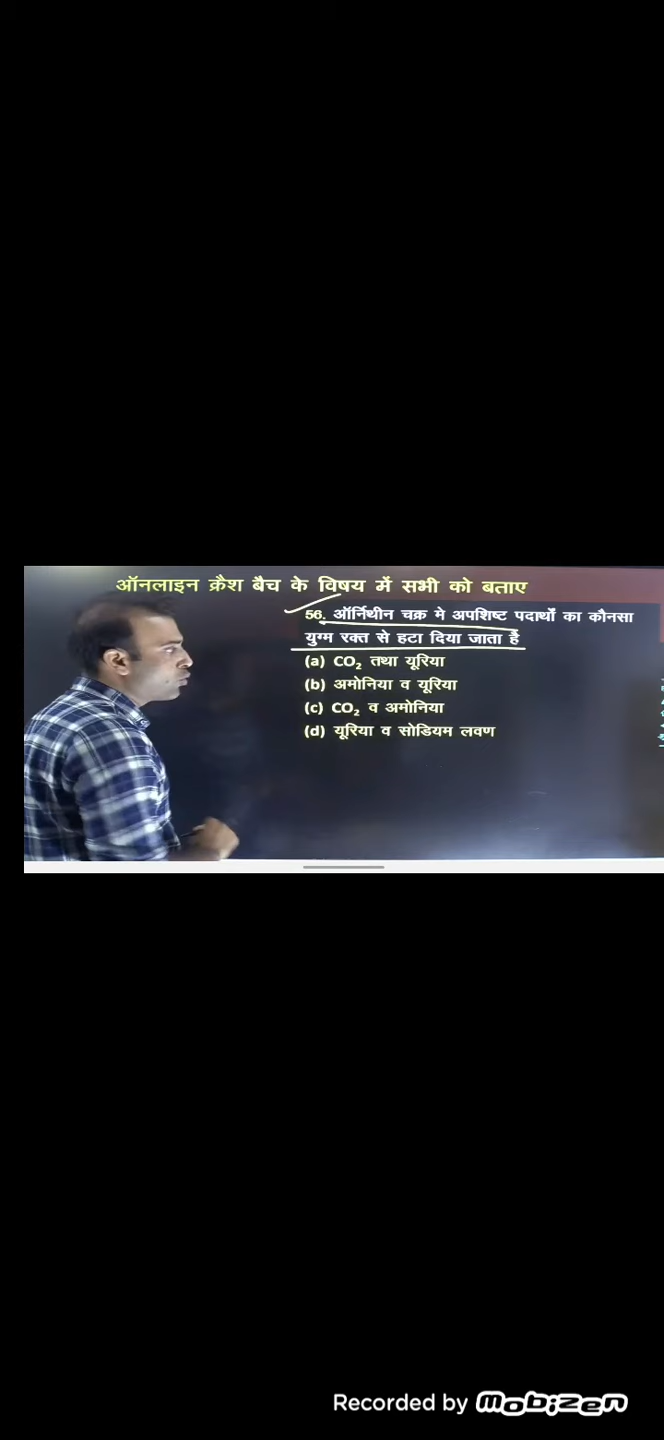 ऑनलाइन क्रैश बैच के विषय में सभी को बताए
56. ऑर्निथीन चक्र मे अपशिष्ट पदार्थों का कौनसा
युग्म रक्त से हटा दिया जाता हैं
(a) CO₂ तथा यूरिया
(b) अमोनिया व यूरिया
(c) CO₂ व अमोनिया
(d) यूरिया व सोडियम लवण
Recorded by Mobizen